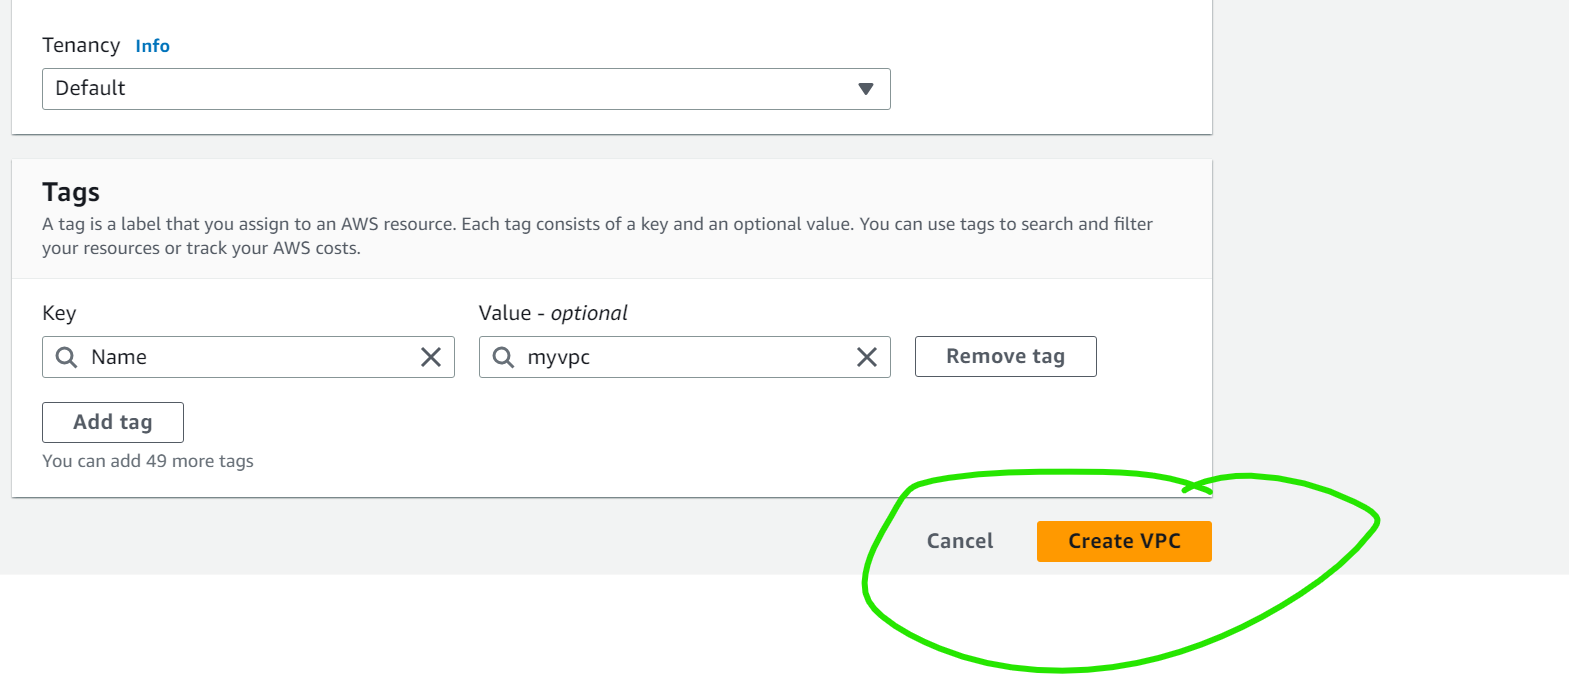 Tenancy Info
Default
Tags
A tag is a label that you assign to an AWS resource. Each tag consists of a key and an optional value. You can use tags to search and filter
your resources or track your AWS costs.
Key
Value - optional
Name
myvpc
Remove tag
Add tag
You can add 49 more tags
Cancel
Create VPC